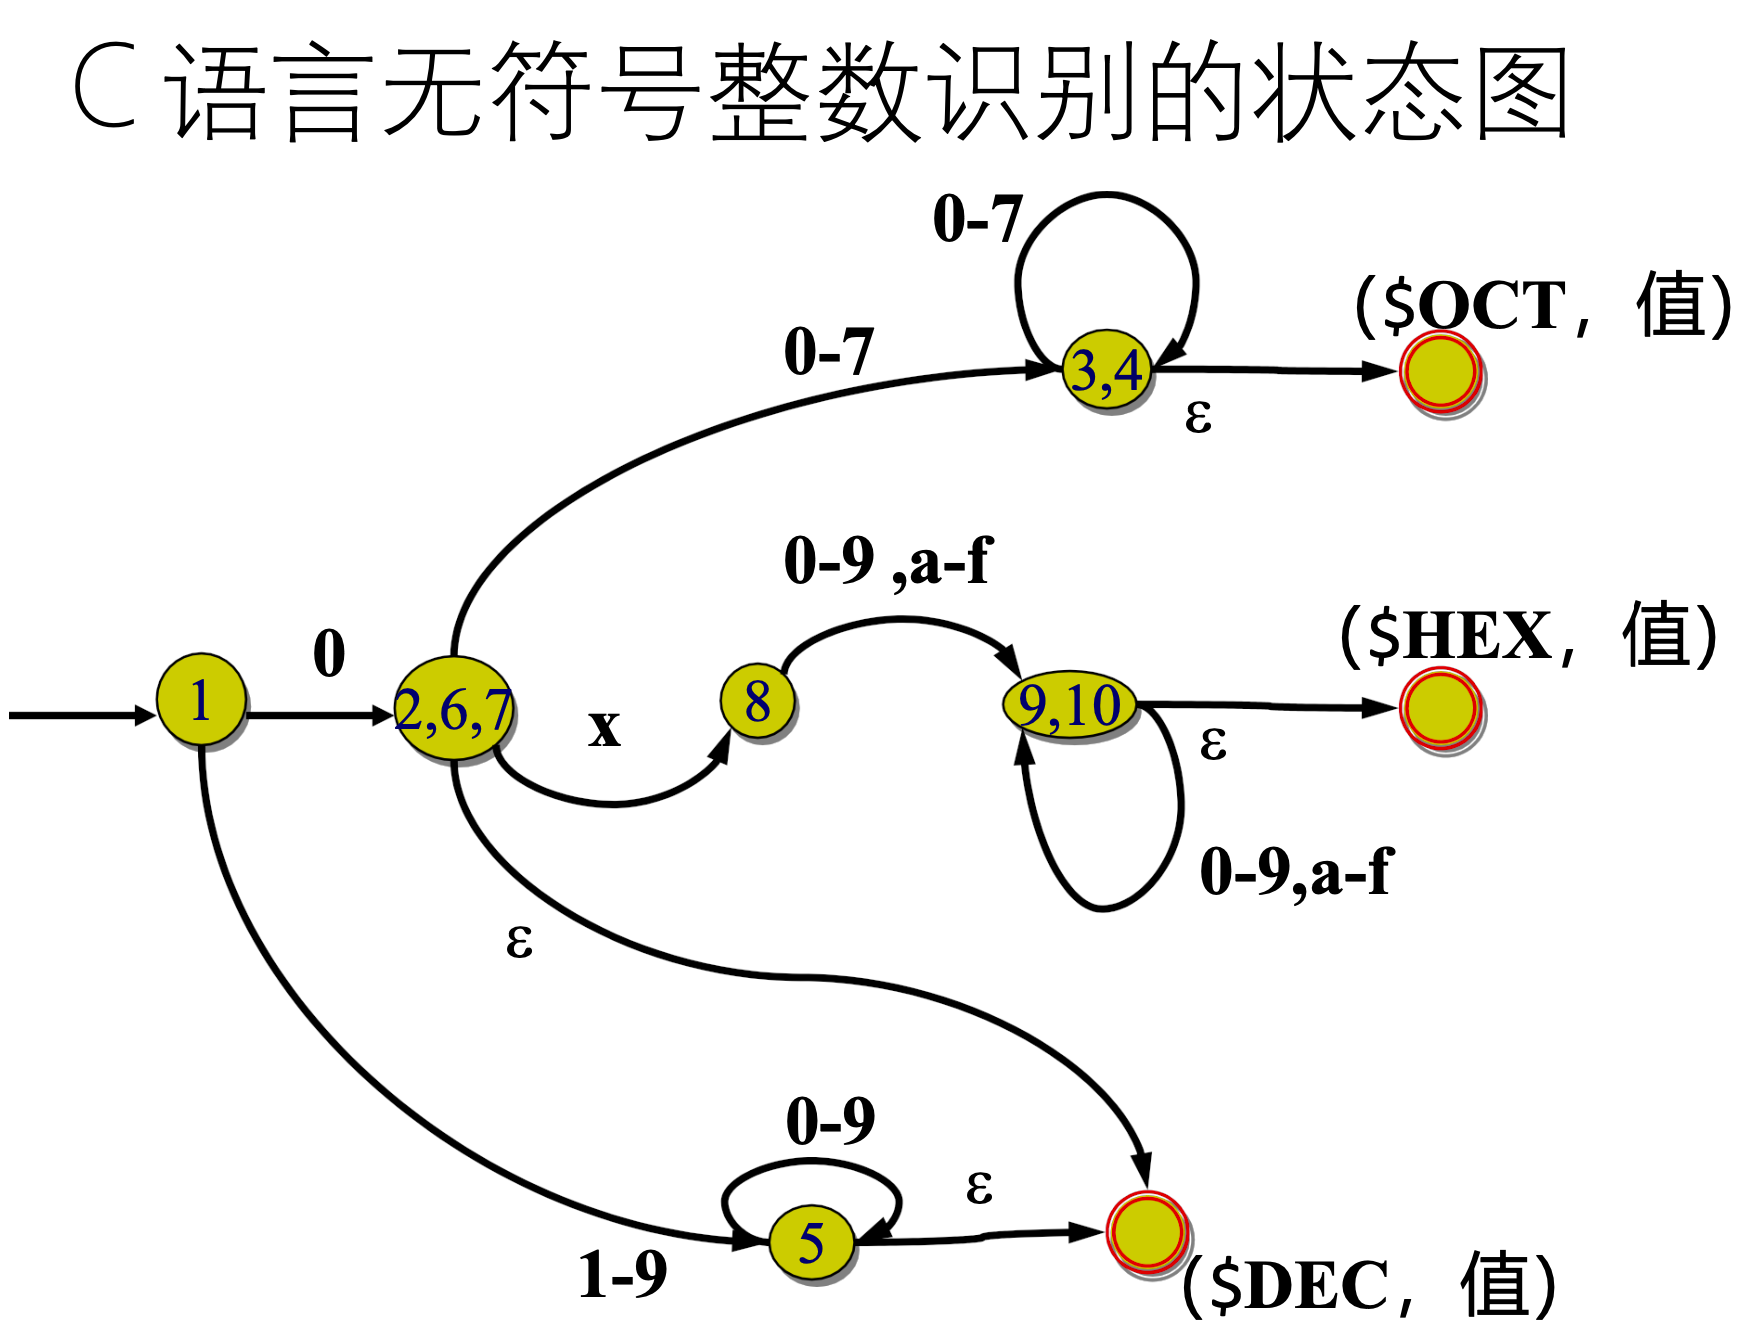 C 语言无符号整数识别的状态图
0-7
($OCT，值)
0-7
3,4
ε
0-9 ,a-f
($HEX，值)
0
1
2,6,7
x
8
9,10
ε
0-9,a-f
ε
0-9
ε
5
1-9
($DEC，值)